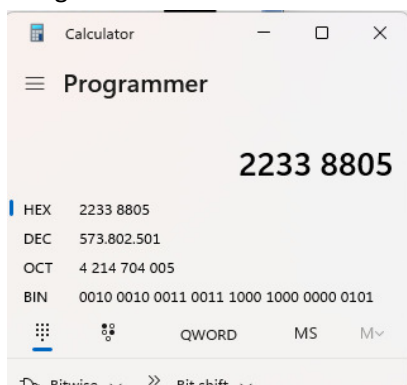 Calculator
Programmer
2233 8805
HEX 2233 8805
DEC 573.802.501
OCT 4 214 704 005
BIN 0010 0010 0011 0011 1000 1000 0000 0101
QWORD MS M
Bitwise Bit shift